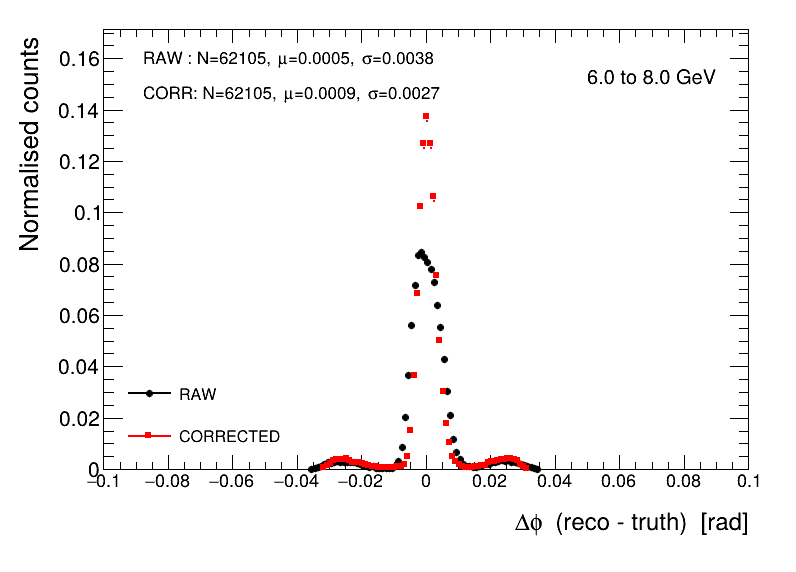 RAW : N=62105, μ=0.0005, σ=0.0038
CORR: N=62105, μ=0.0009, σ=0.0027
6.0 to 8.0 GeV
Normalised counts
0.16
0.14
0.12
0.1
0.08
0.06
0.04
0.02
0
RAW
CORRECTED
−0.1 −0.08 −0.06 −0.04 −0.02 0 0.02 0.04 0.06 0.08 0.1
Δϕ (reco - truth) [rad]